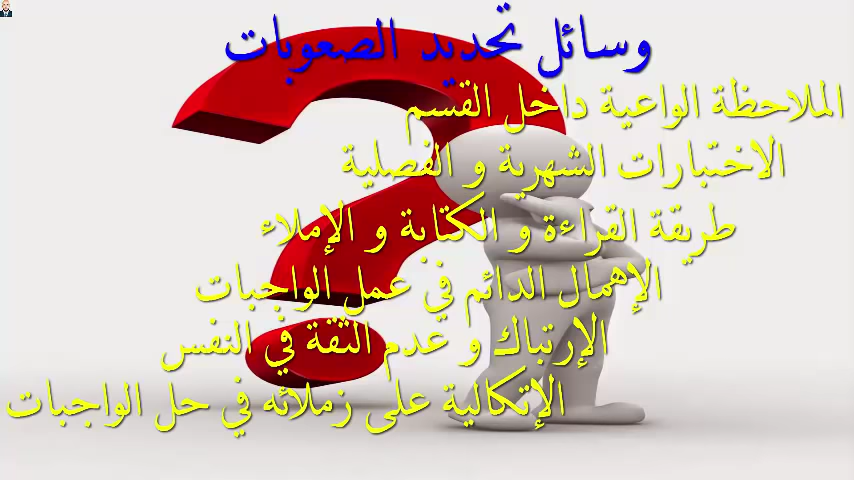 وسائل تحديد الصعوبات
الملاحظة الواعية داخل القسم
الاختبارات الشهرية و الفصلية
طريقة القراءة و الكتابة و الإملاء
الإهمال الدائم في عمل الواجبات
الإرتباك و عدم الثقة في النفس
الإتكالية على زملائه في حل الواجبات